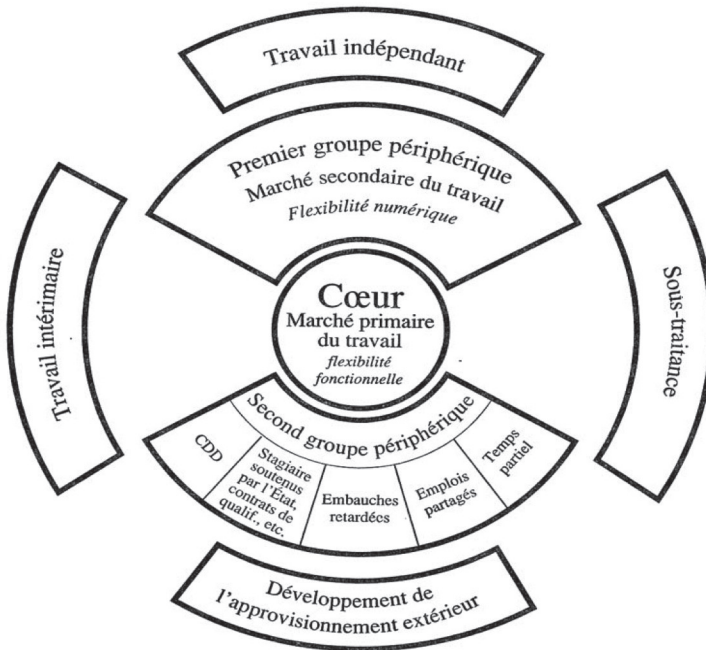 Travail indépendant
Premier groupe périphérique
Marché secondaire du travail
Flexibilité numérique
Travail intérimaire
Sous-traitance
Cœur
Marché primaire
du travail
flexibilité
fonctionnelle
Second groupe périphérique
CDD
Stagiaire
soutenus
par l'État,
contrats de
qualif., etc.
Embauches
retardées
Emplois
partagés
Temps
partiel
Développement de
l'approvisionnement extérieur